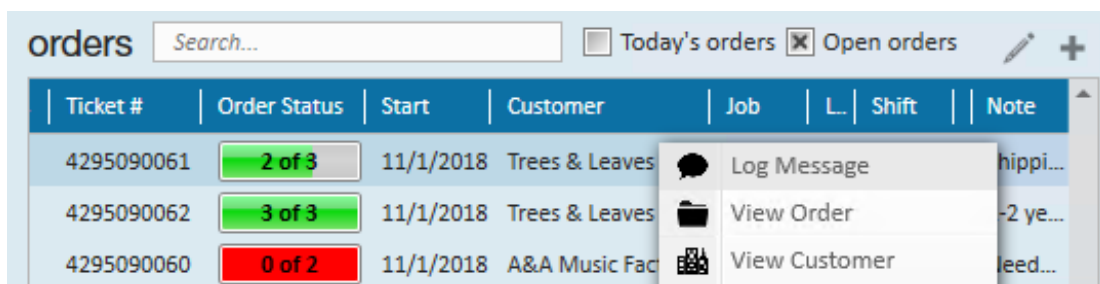 orders Search... Today's orders Open orders
Ticket # Order Status Start Customer Job L.. Shift Note
4295090061 2 of 3 11/1/2018 Trees & Leaves Log Message hippi...
4295090062 3 of 3 11/1/2018 Trees & Leaves View Order -2 ye...
4295090060 0 of 2 11/1/2018 A&A Music Fac View Customer eed...